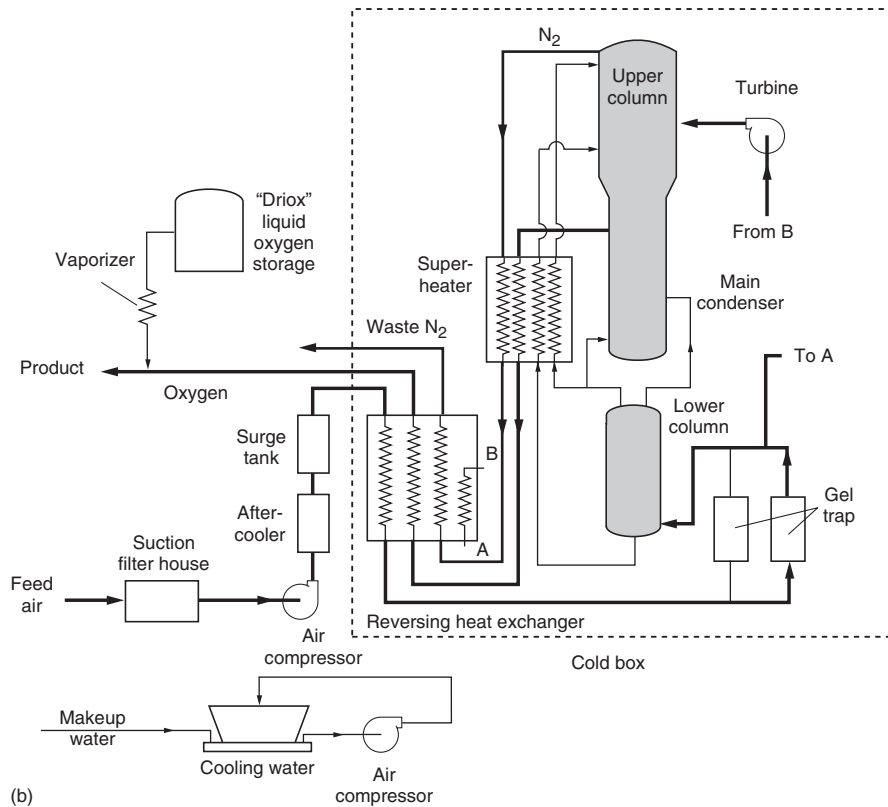 N2
Upper
column
Turbine
From B
"Driox"
liquid
oxygen
storage
Vaporizer
Super-
heater
Main
condenser
Waste N2
To A
Product
Oxygen
Lower
column
Surge
tank
B
After-
cooler
Gel
trap
A
Suction
filter house
Feed
air
Reversing heat exchanger
Air
compressor
Cold box
Makeup
water
Cooling water
Air
compressor
(b)